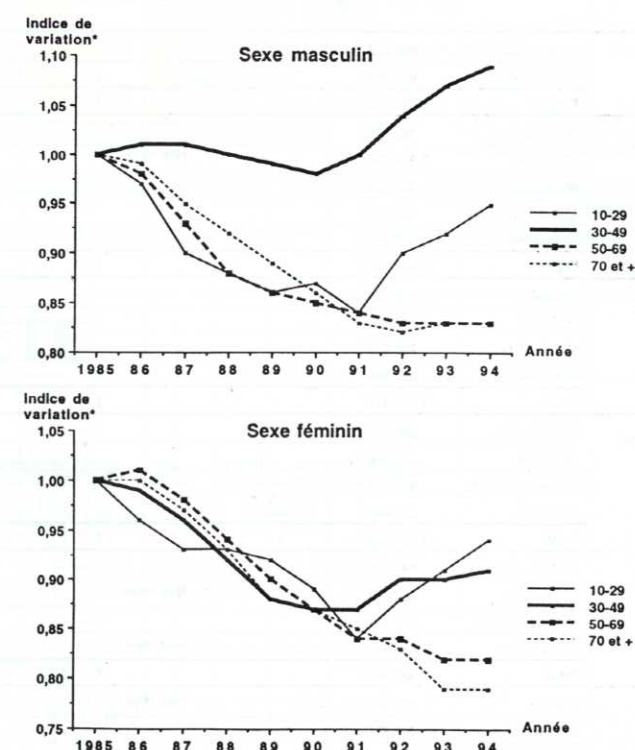 Indice de
variation*
Sexe masculin
1,10
1,05
1,00
0,95
0,90
0,85
0,80
10-29
30-49
50-69
70 et +
Année
1985 86 87 88 89 90 91 92 93 94
Indice de
variation*
Sexe féminin
1,05
1,00
0,95
0,90
0,85
0,80
0,75
10-29
30-49
50-69
70 et +
Année
1985 86 87 88 89 90 91 92 93 94